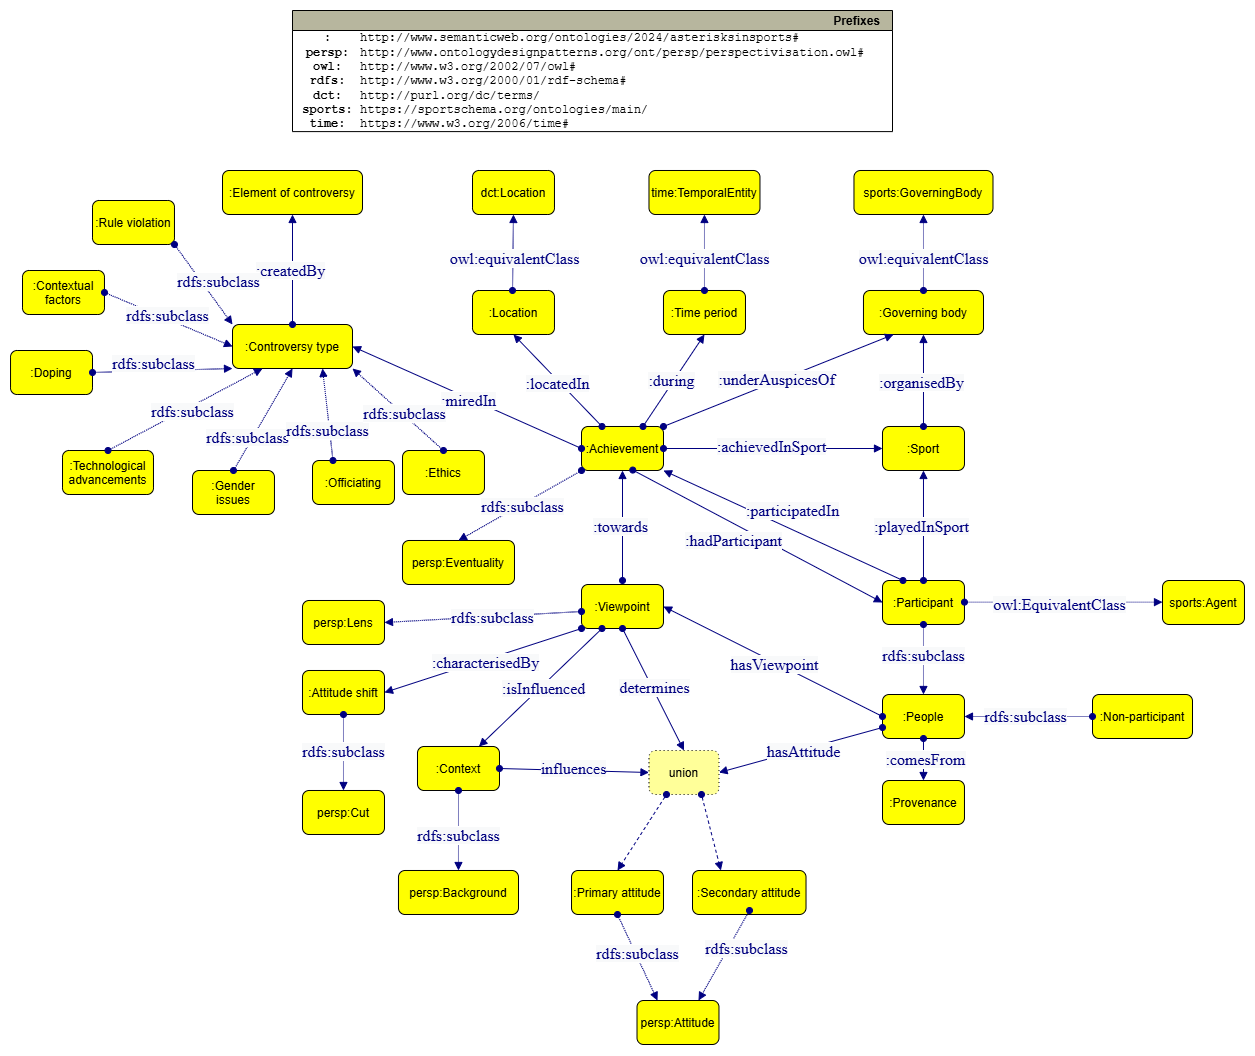 Prefixes
: http://www.semanticweb.org/ontologies/2024/asterisksinsports#
persp: http://www.ontologydesignpatterns.org/ont/persp/perspectivisation.owl#
owl: http://www.w3.org/2002/07/owl#
rdfs: http://www.w3.org/2000/01/rdf-schema#
dct: http://purl.org/dc/terms/
sports: https://sportschema.org/ontologies/main/
time: https://www.w3.org/2006/time#
:Element of controversy
dct:Location
time:TemporalEntity
sports:GoverningBody
:Rule violation
:createdBy
owl:equivalentClass
owl:equivalentClass
owl:equivalentClass
rdfs:subclass
:Contextual
factors
rdfs:subclass
:Location
:Time period
:Governing body
:Controversy type
:Doping
rdfs:subclass
:locatedIn
:during
:underAuspicesOf
:organisedBy
:miredIn
rdfs:subclass
rdfs:subclass
rdfs:subclass
rdfs:subclass
:Achievement
:achievedInSport
:Sport
:Technological
advancements
:Gender
issues
:Officiating
:Ethics
rdfs:subclass
:participatedIn
:towards
:hadParticipant
:playedInSport
persp:Eventuality
:Viewpoint
:Participant
owl:EquivalentClass
sports:Agent
persp:Lens
rdfs:subclass
rdfs:subclass
:characterisedBy
hasViewpoint
:Attitude shift
:isInfluenced
determines
:People
rdfs:subclass
:Non-participant
rdfs:subclass
hasAttitude
:comesFrom
:Context
influences
union
:Provenance
persp:Cut
rdfs:subclass
persp:Background
:Primary attitude
:Secondary attitude
rdfs:subclass
rdfs:subclass
persp:Attitude